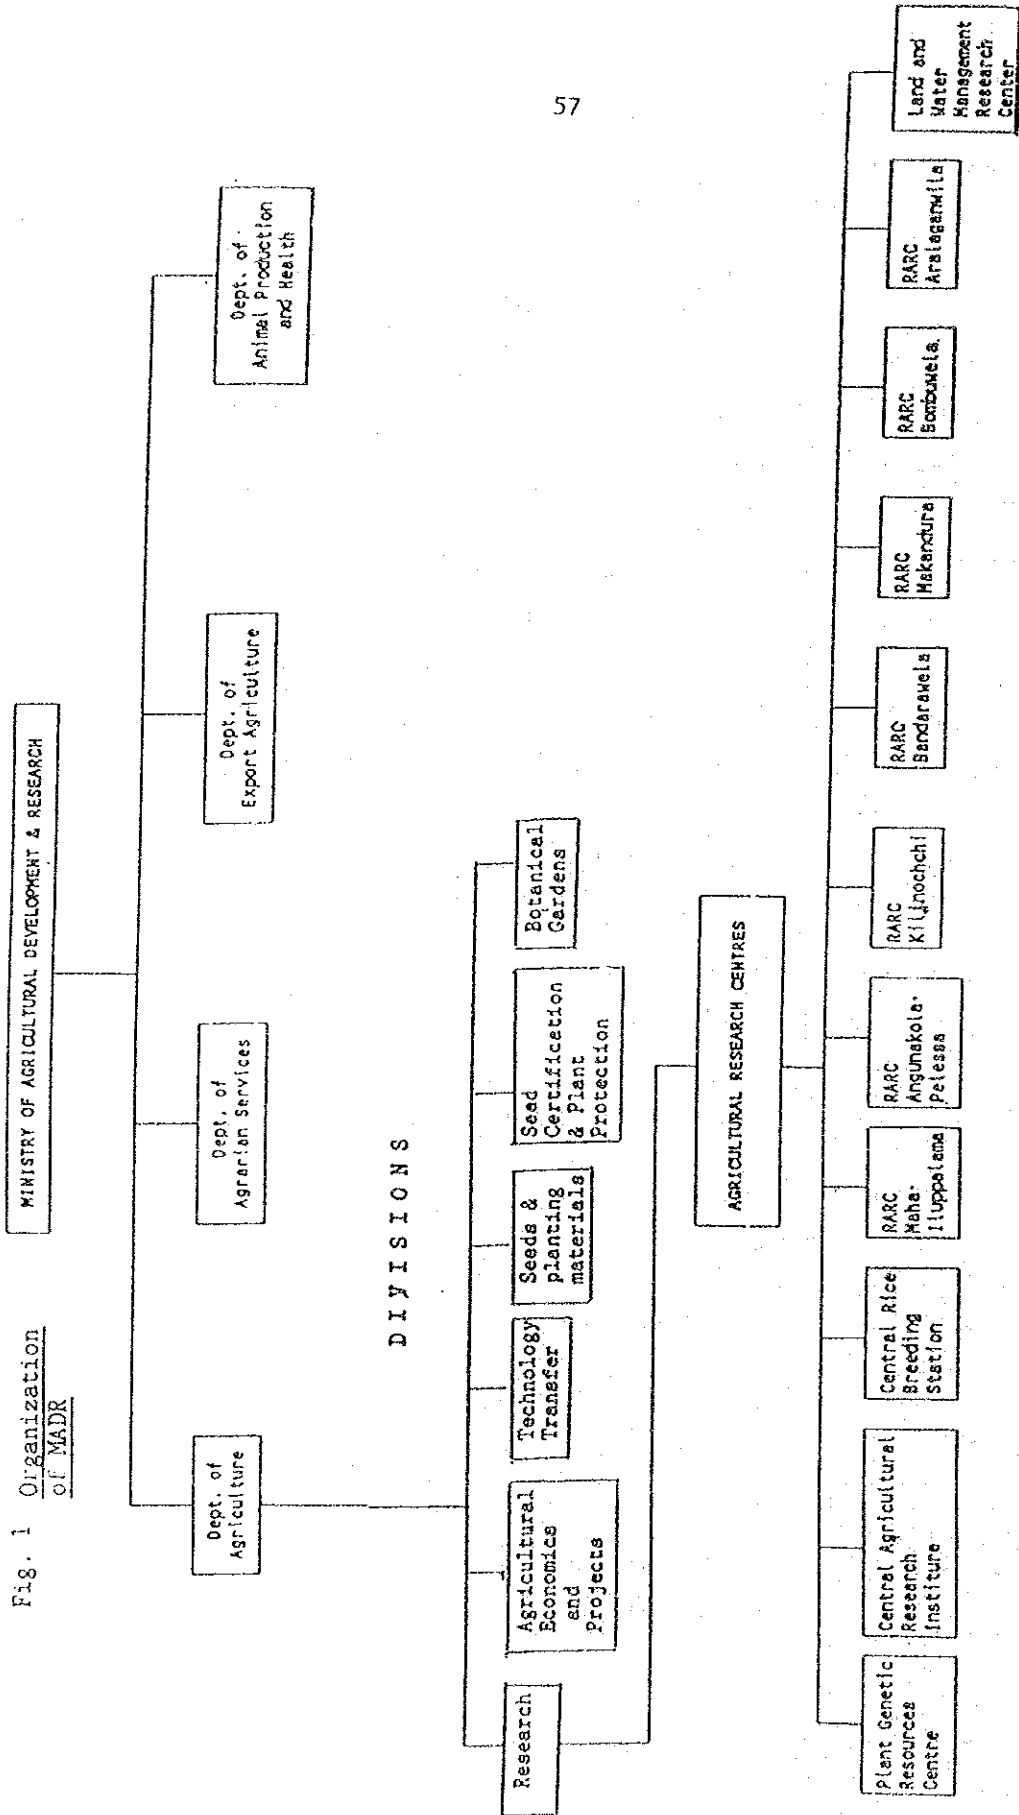 57
Fig. 1 Organization
of MADR
MINISTRY OF AGRICULTURAL DEVELOPMENT & RESEARCH
Dept. of
Agriculture
Dept. of
Agrarian Services
Dept. of
Export Agriculture
Dept. of
Animal Production
and Health
DIVISIONS
Research
Agricultural
Economics
and
Projects
Technology
Transfer
Seeds &
planting
materials
Seed
Certification
& Plant
Protection
Botanical
Gardens
AGRICULTURAL RESEARCH CENTRES
Plant Genetic
Resources
Centre
Central Agricultural
Research
Institure
Central Rice
Breeding
Station
RARC
Maha-
Iluppalama
RARC
Angunakola-
Pelessa
RARC
Kilinochchi
RARC
Bandarawela
RARC
Makandura
RARC
Bombuwela
RARC
Aralaganwila
Land and
Water
Management
Research
Center